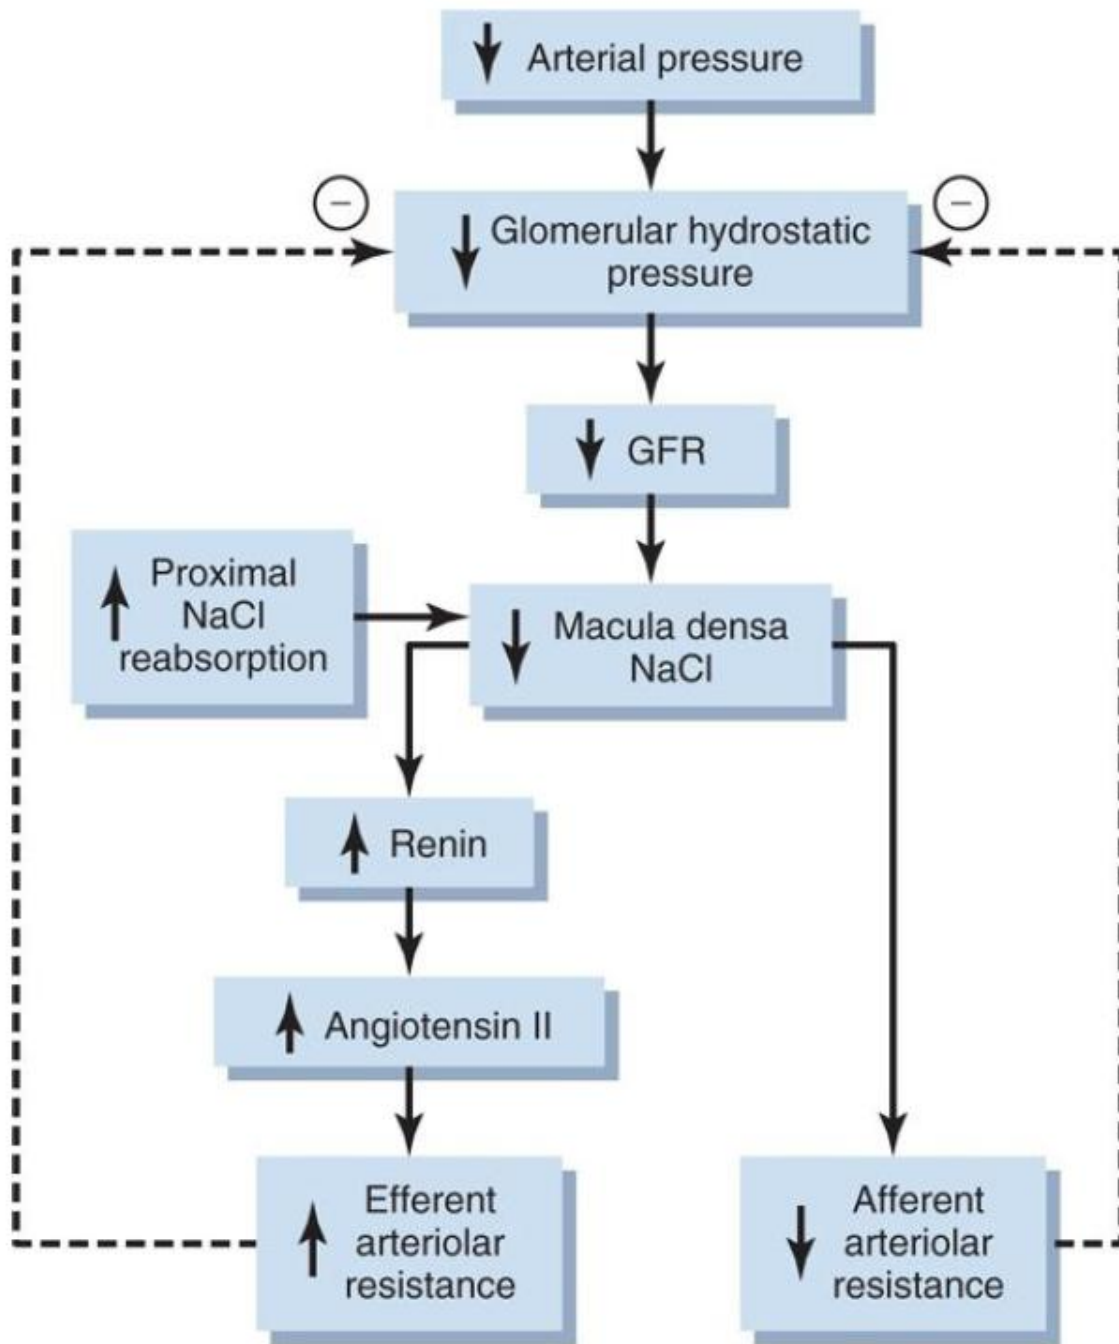 ↓ Arterial pressure
⊖
⊖
↓ Glomerular hydrostatic
pressure
↓ GFR
↑ Proximal
NaCl
reabsorption
↓ Macula densa
NaCl
↑ Renin
↑ Angiotensin II
↑ Efferent
arteriolar
resistance
↓ Afferent
arteriolar
resistance